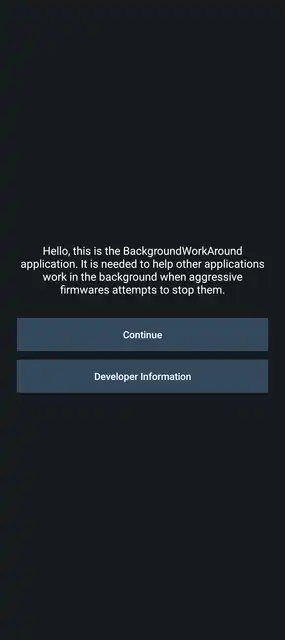 Hello, this is the BackgroundWorkAround
application. It is needed to help other applications
work in the background when aggressive
firmwares attempts to stop them.
Continue
Developer Information